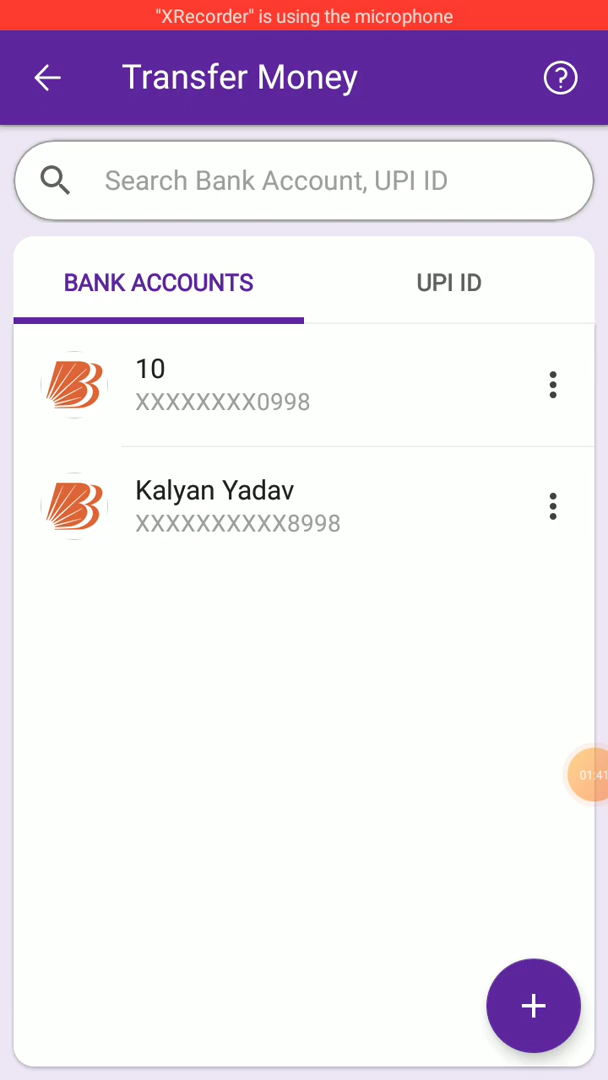 "XRecorder" is using the microphone
Transfer Money
Search Bank Account, UPI ID
BANK ACCOUNTS
UPI ID
10
XXXXXXXX0998
Kalyan Yadav
XXXXXXXXXX8998
01:41